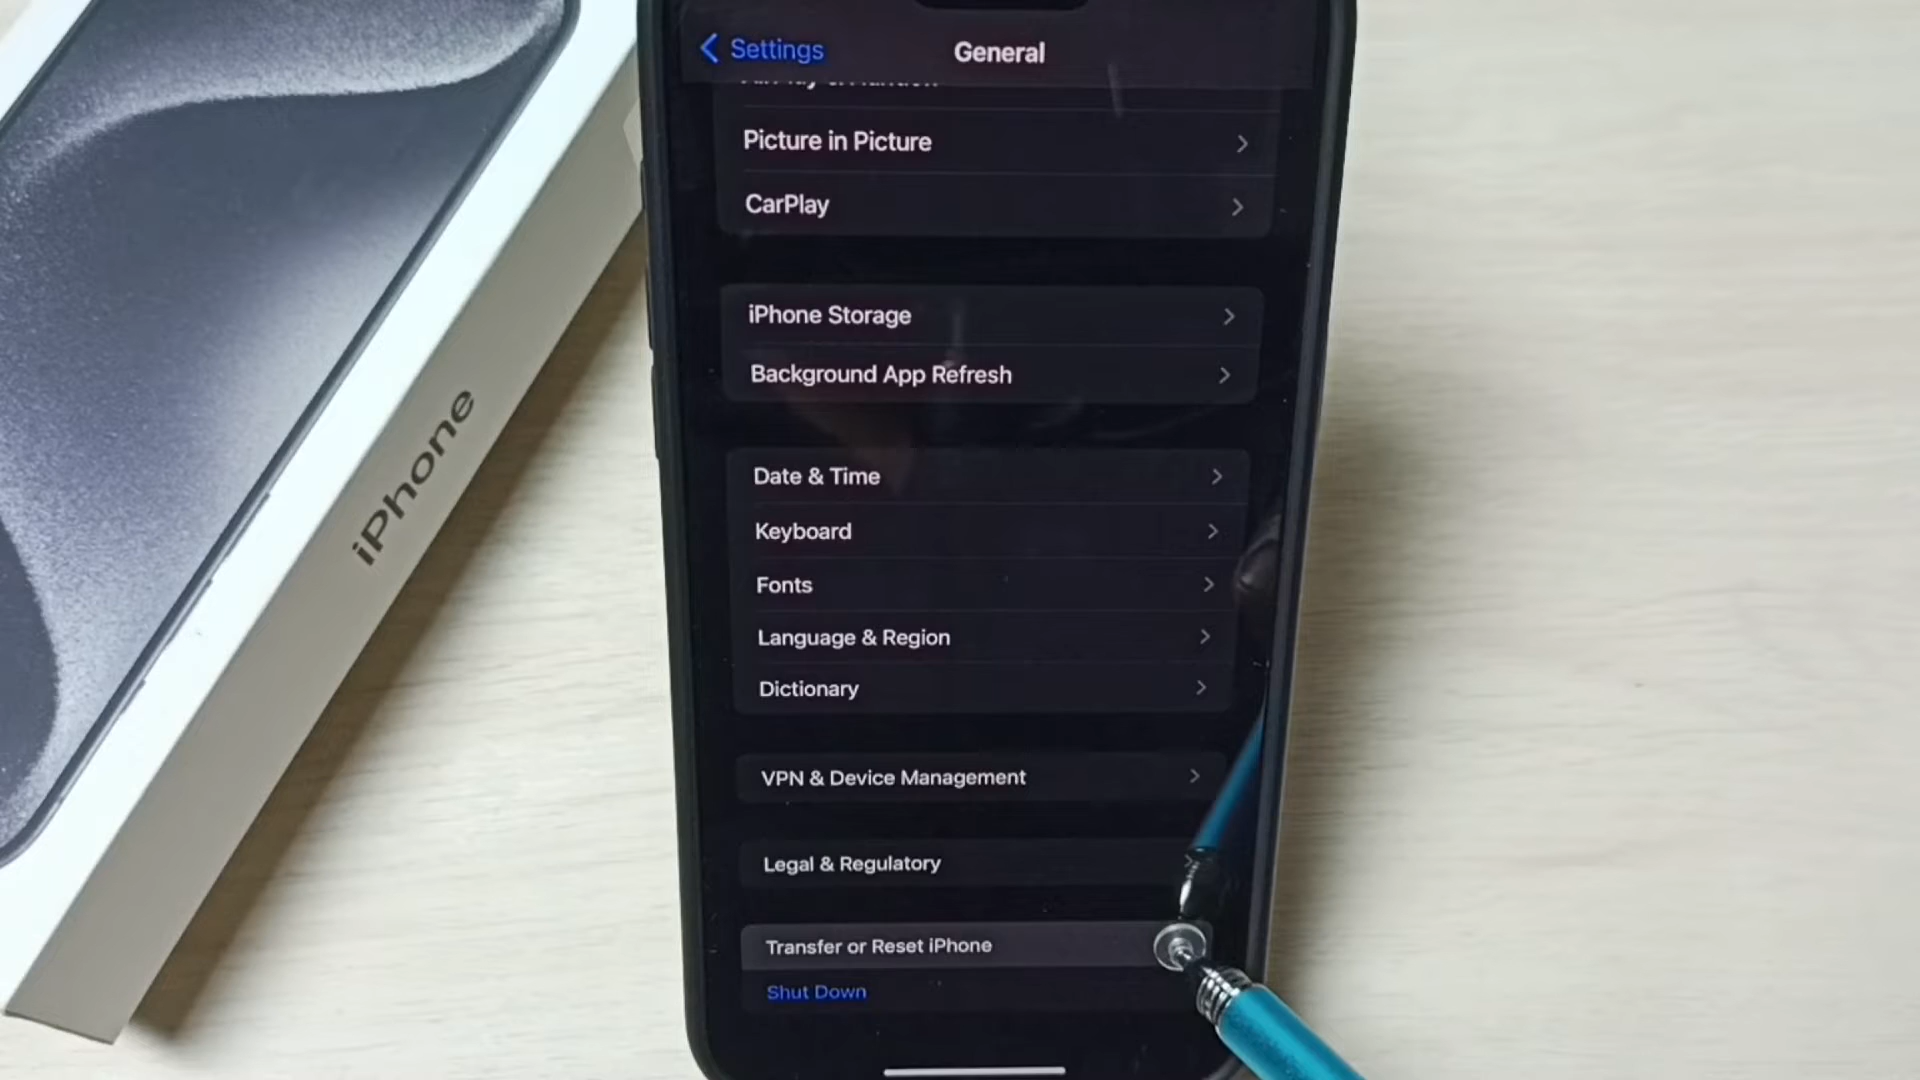 Settings
General
Picture in Picture
CarPlay
iPhone Storage
Background App Refresh
Date & Time
Keyboard
Fonts
Language & Region
Dictionary
VPN & Device Management
Legal & Regulatory
Transfer or Reset iPhone
Shut Down
iPhone